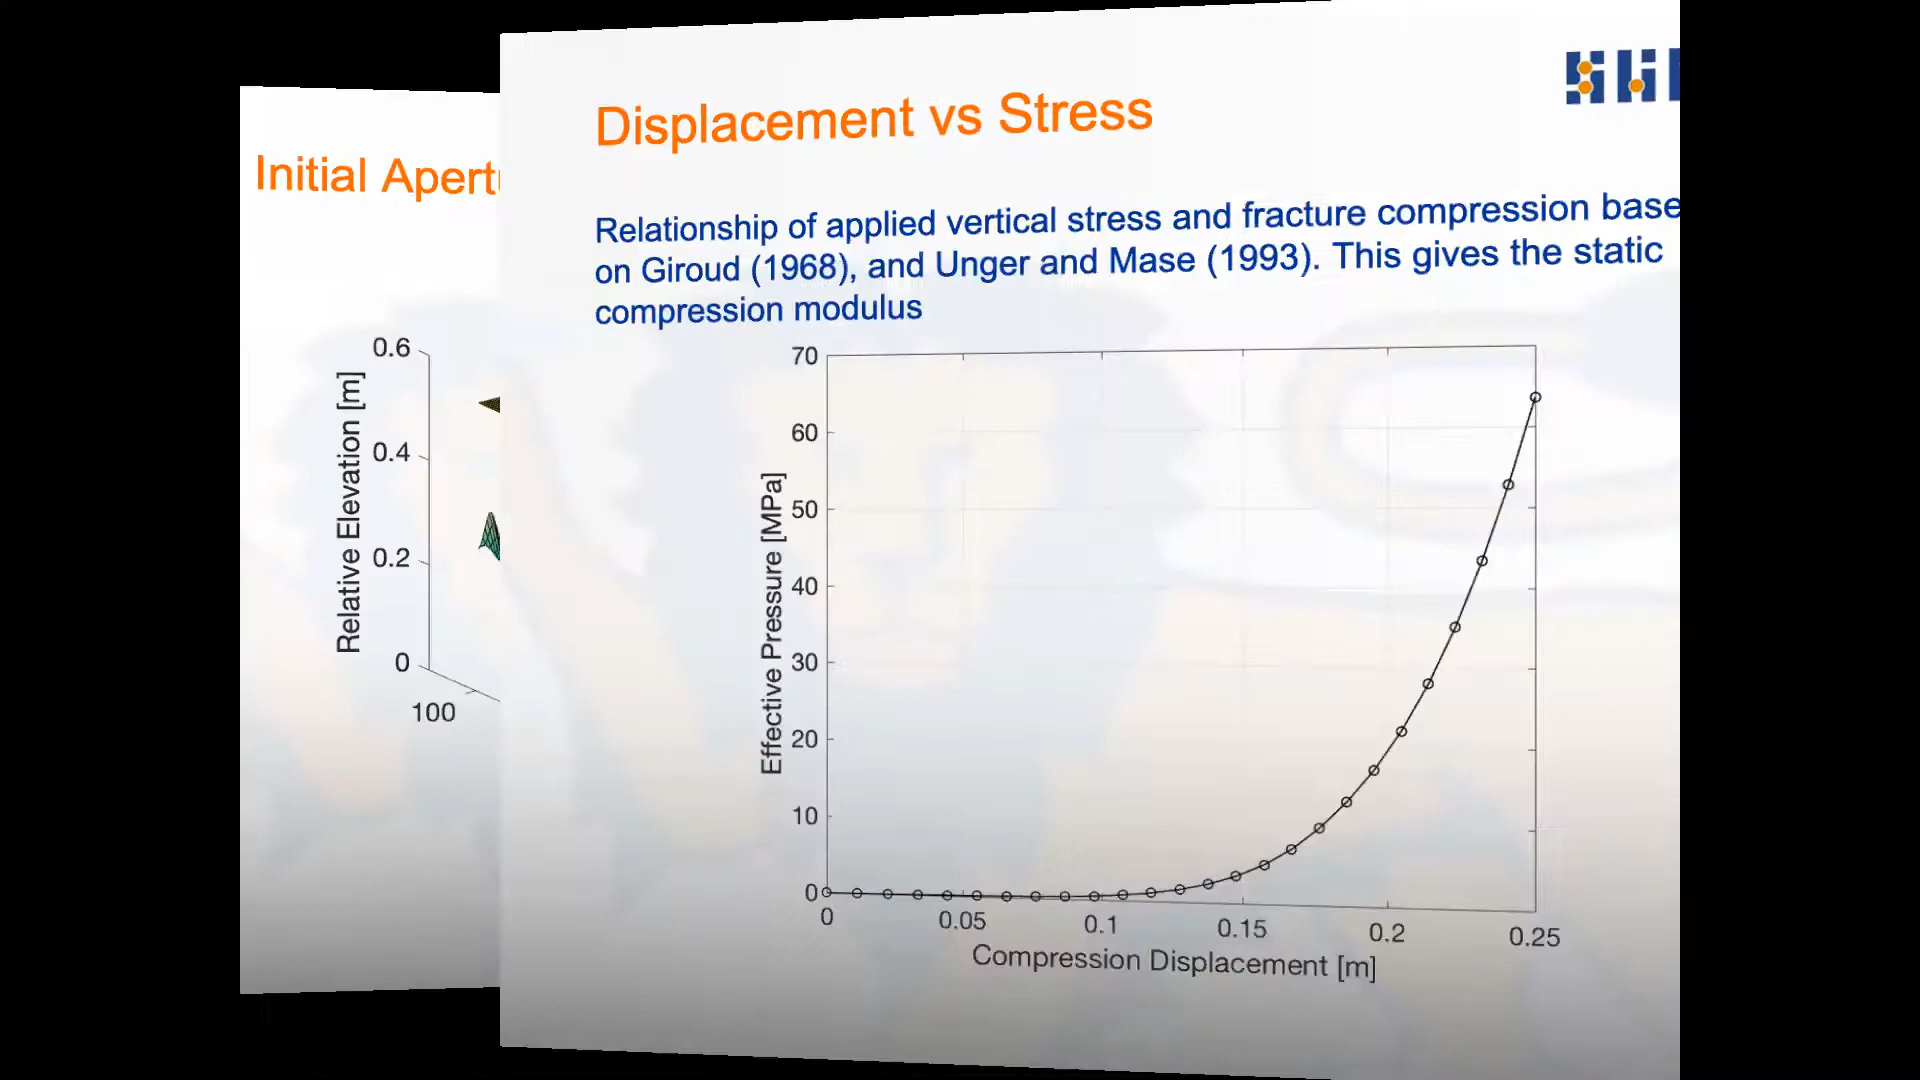 Initial Apert
Relative Elevation [m]
0.6
0.4
0.2
0
100
Displacement vs Stress
Relationship of applied vertical stress and fracture compression base
on Giroud (1968), and Unger and Mase (1993). This gives the static
compression modulus
Effective Pressure [MPa]
70
60
50
40
30
20
10
0
0 0.05 0.1 0.15 0.2 0.25
Compression Displacement [m]